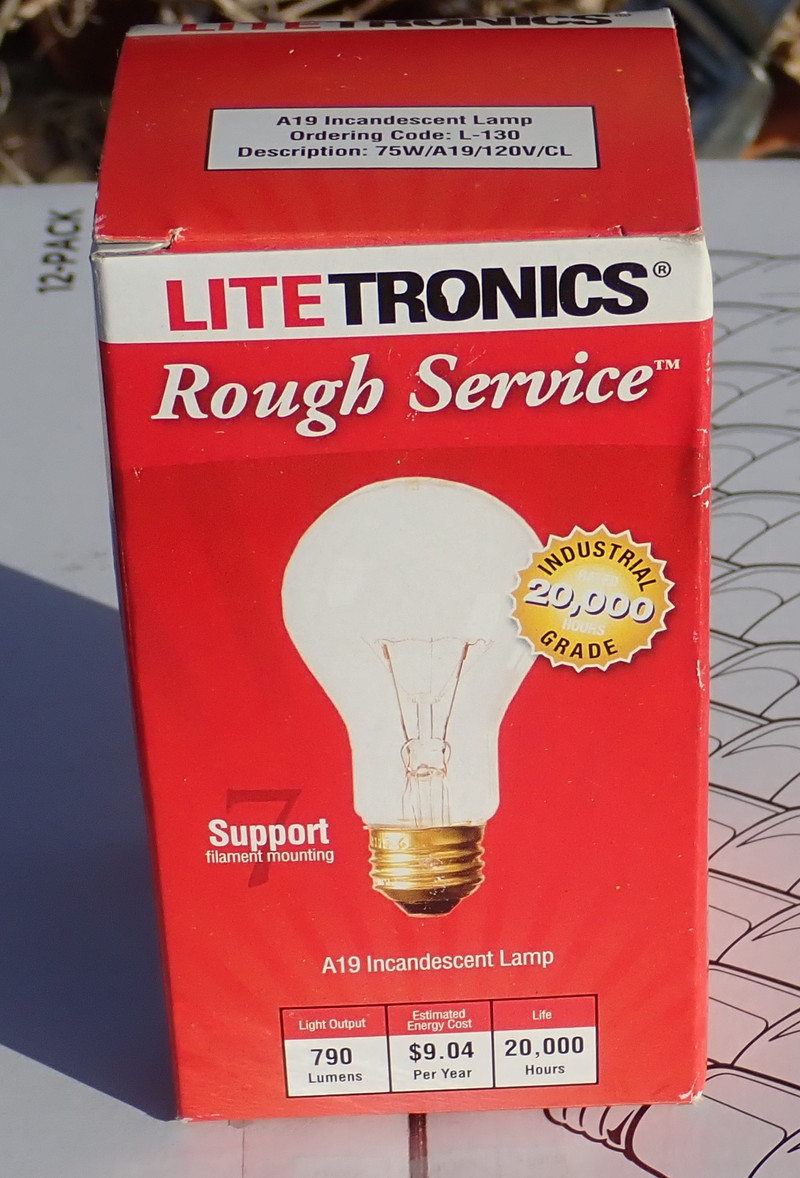 LITETRONICS®
A19 Incandescent Lamp
Ordering Code: L-130
Description: 75W/A19/120V/CL
12-PACK
LITETRONICS®
Rough Service™
INDUSTRIAL
20,000
HOURS
GRADE
7
Support
filament mounting
A19 Incandescent Lamp
Light Output
790
Lumens
Estimated
Energy Cost
$9.04
Per Year
Life
20,000
Hours